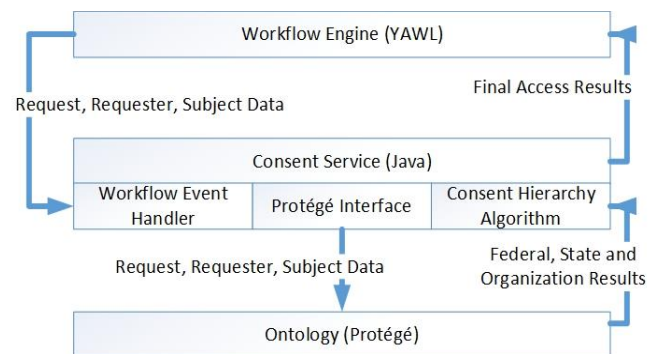 Workflow Engine (YAWL)
Request, Requester, Subject Data
Final Access Results
Consent Service (Java)
Workflow Event
Handler
Protégé Interface
Consent Hierarchy
Algorithm
Request, Requester, Subject Data
Federal, State and
Organization Results
Ontology (Protégé)